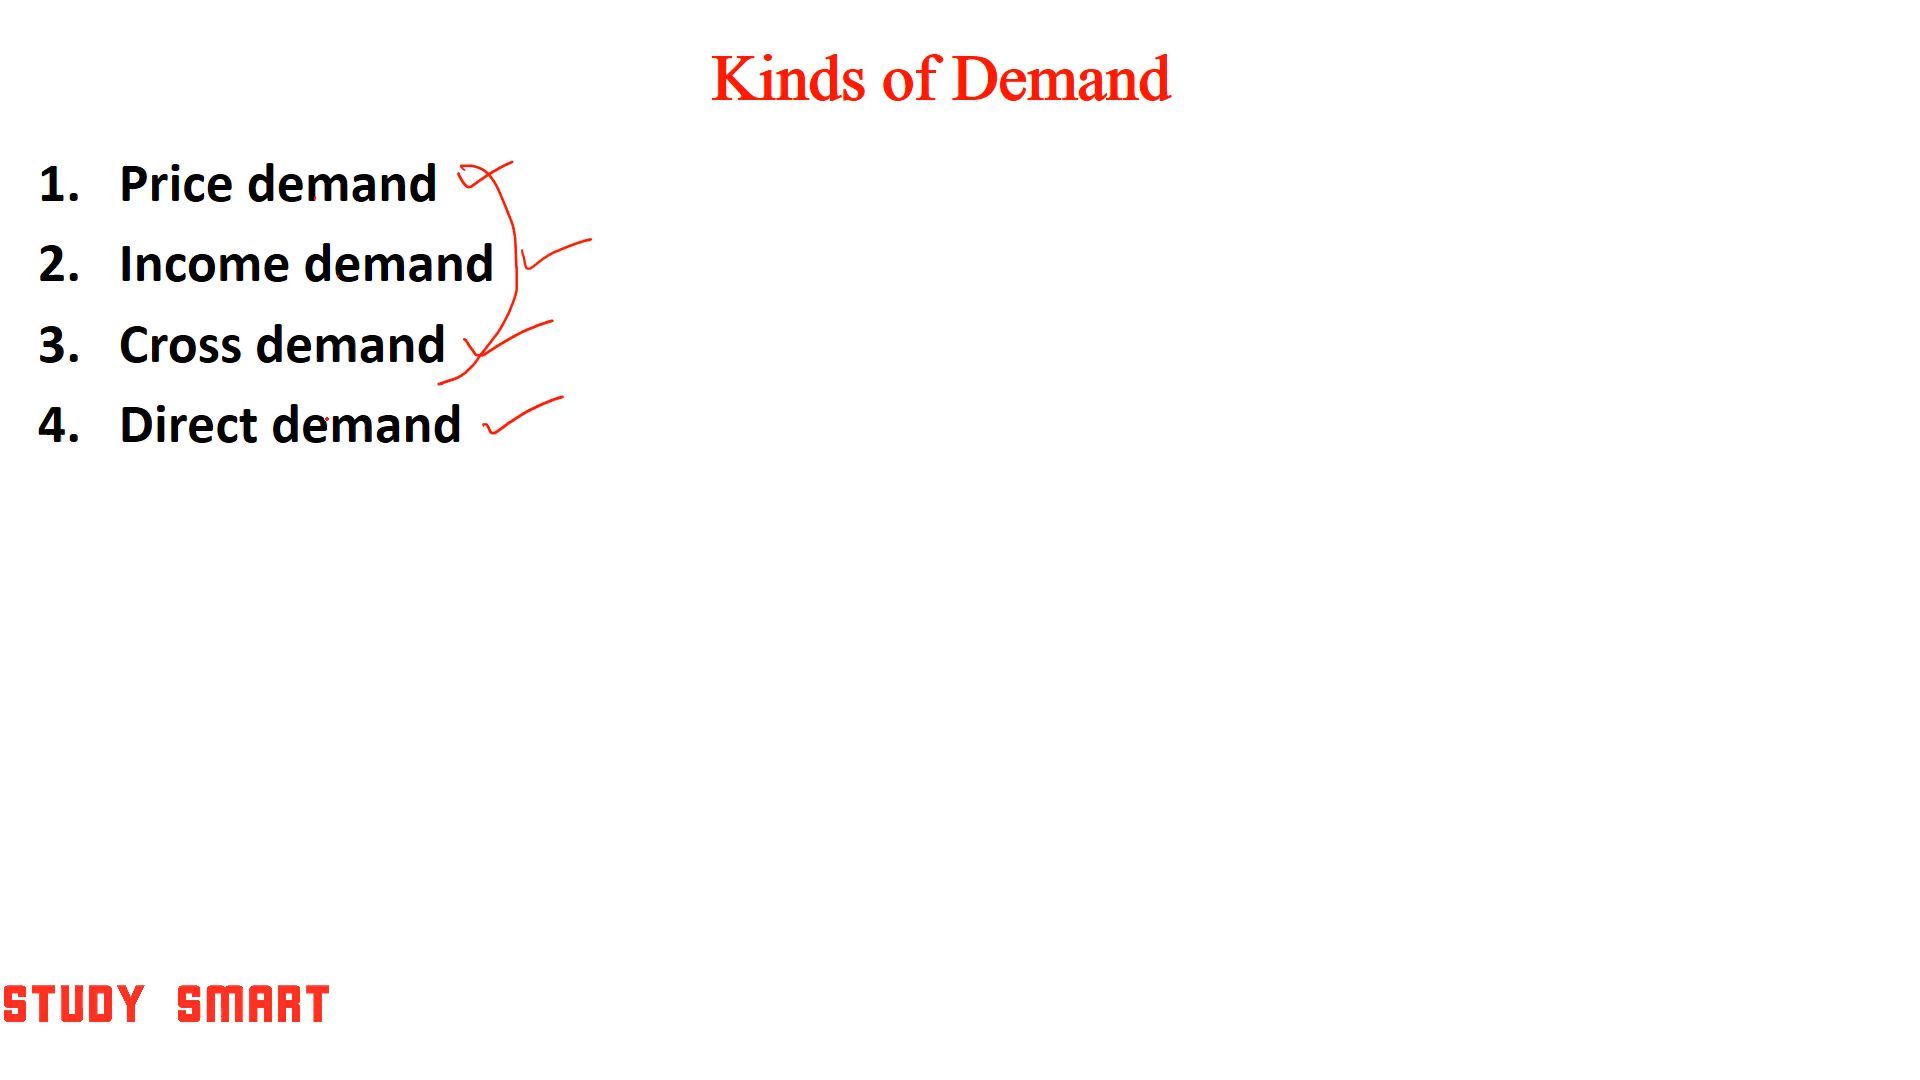 Kinds of Demand
1. Price demand
2. Income demand
3. Cross demand
4. Direct demand
STUDY SMART